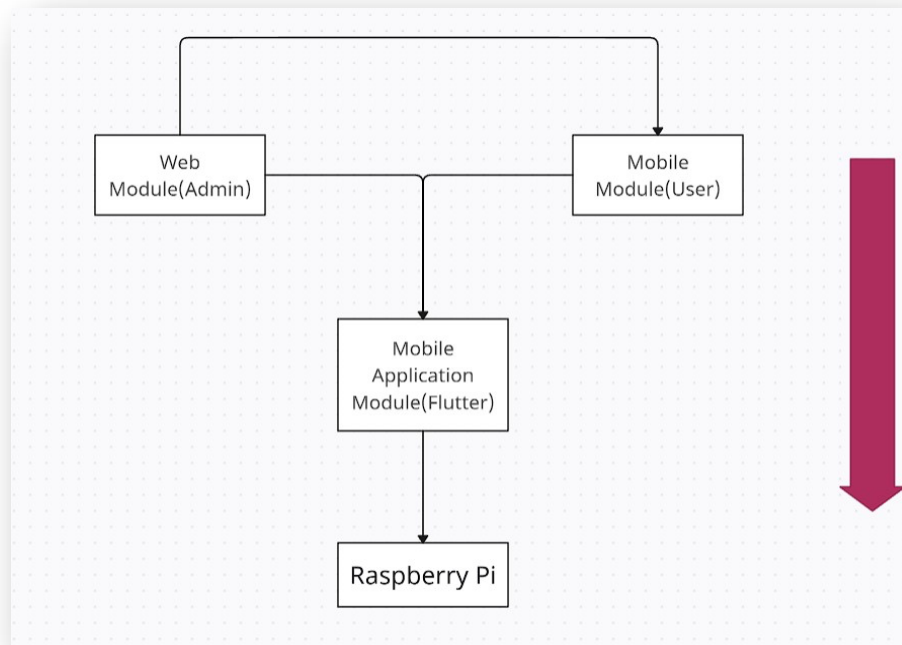 Web
Module(Admin)
Mobile
Module(User)
Mobile
Application
Module(Flutter)
Raspberry Pi